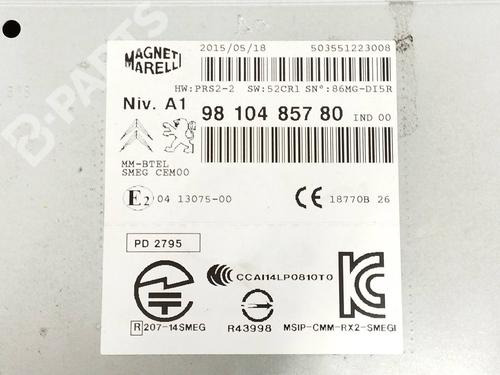 MAGNETI MARELLI
2015/05/18 503551223008
HW:PRS2-2 SW:52CR1 SN°:86MG-DI5R
Niv. A1
98 104 857 80 IND 00
MM-BTEL
SMEG CEM00
E2 04 13075-00
CE 18770B 26
PD 2795
CCAI14LP0810T0
R 207-14SMEG
R43998
MSIP-CMM-RX2-SMEGI
KC
B-PARTS